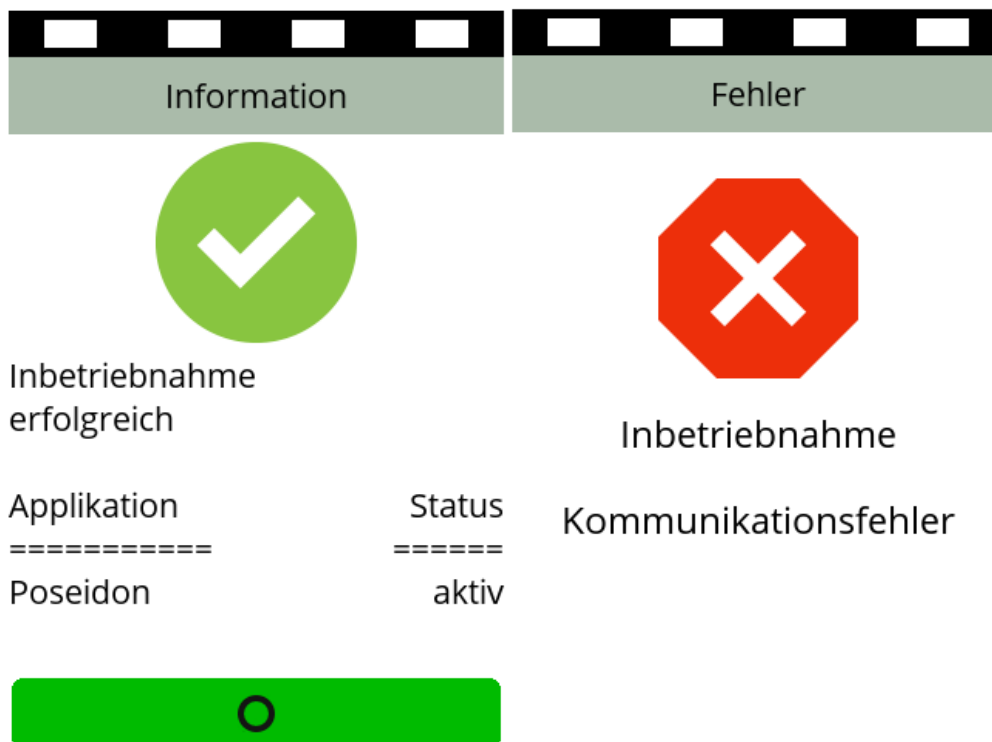 Information
Inbetriebnahme
erfolgreich
Applikation Status
=========== ======
Poseidon aktiv
Fehler
Inbetriebnahme
Kommunikationsfehler